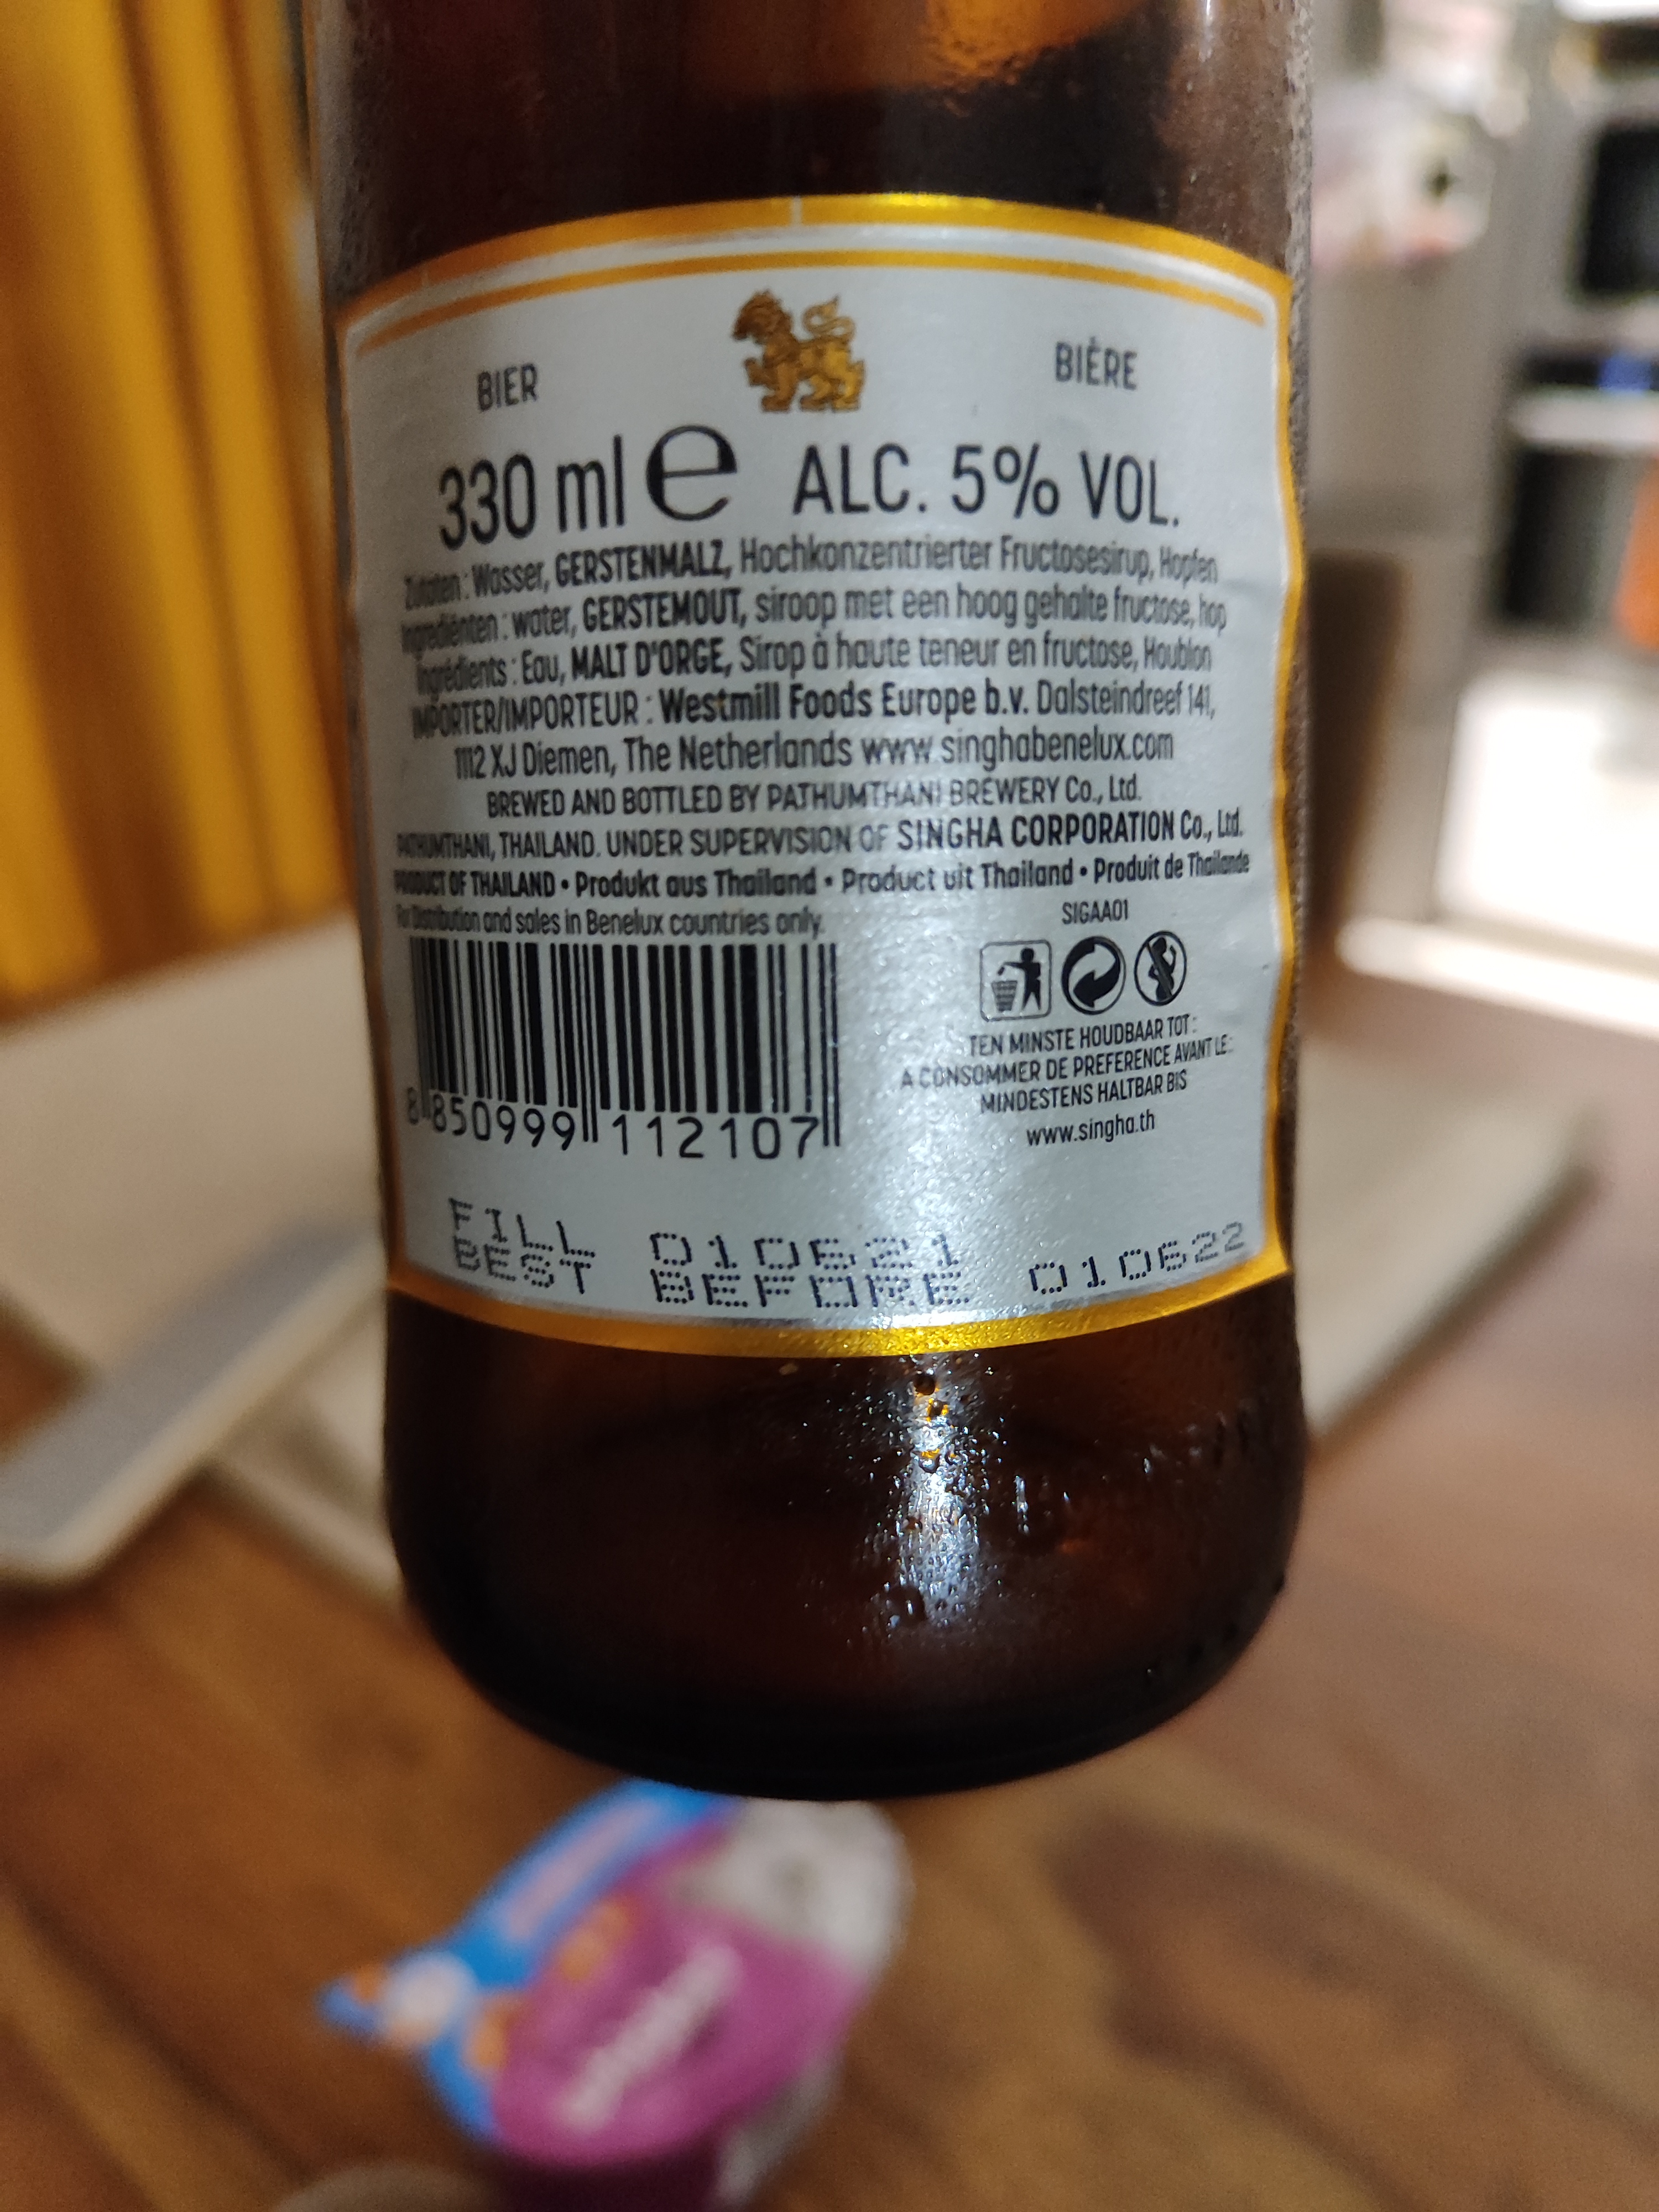 BIER
BIÈRE
330 ml e ALC. 5% VOL.
Zutaten : Wasser, GERSTENMALZ, Hochkonzentrierter Fructosesirup, Hopfen
Ingrediënten : water, GERSTEMOUT, siroop met een hoog gehalte fructose, hop
Ingrédients : Eau, MALT D'ORGE, Sirop à haute teneur en fructose, Houblon
IMPORTER/IMPORTEUR : Westmill Foods Europe b.v. Dalsteindreef 141,
1112 XJ Diemen, The Netherlands www.singhabenelux.com
BREWED AND BOTTLED BY PATHUMTHANI BREWERY Co., Ltd.
PATHUMTHANI, THAILAND. UNDER SUPERVISION OF SINGHA CORPORATION Co., Ltd.
PRODUCT OF THAILAND • Produkt aus Thailand • Product uit Thailand • Produit de Thaïlande
For Distribution and sales in Benelux countries only.
SIGAA01
TEN MINSTE HOUDBAAR TOT :
A CONSOMMER DE PREFERENCE AVANT LE :
MINDESTENS HALTBAR BIS
www.singha.th
8 850999 112107
FILL 010621
BEST BEFORE 010622